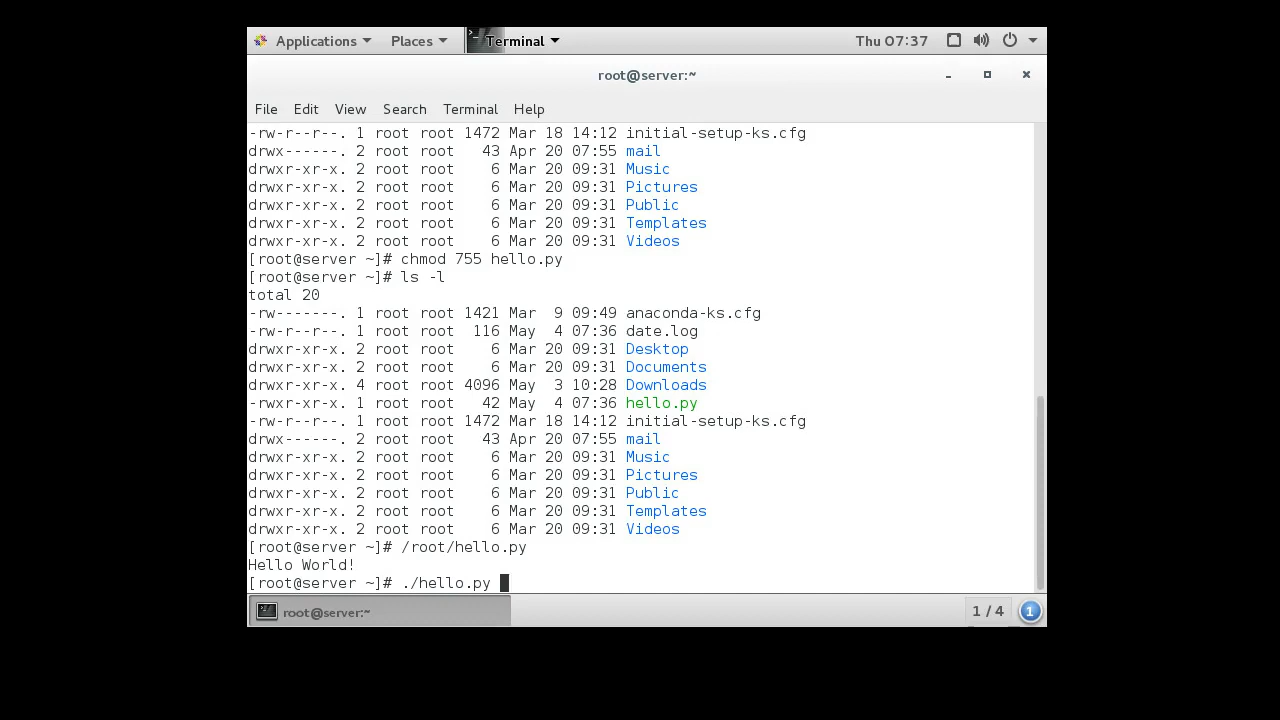 Applications Places Terminal Thu 07:37
root@server:~
File Edit View Search Terminal Help
-rw-r--r--. 1 root root 1472 Mar 18 14:12 initial-setup-ks.cfg
drwx------. 2 root root   43 Apr 20 07:55 mail
drwxr-xr-x. 2 root root    6 Mar 20 09:31 Music
drwxr-xr-x. 2 root root    6 Mar 20 09:31 Pictures
drwxr-xr-x. 2 root root    6 Mar 20 09:31 Public
drwxr-xr-x. 2 root root    6 Mar 20 09:31 Templates
drwxr-xr-x. 2 root root    6 Mar 20 09:31 Videos
[root@server ~]# chmod 755 hello.py
[root@server ~]# ls -l
total 20
-rw-------. 1 root root 1421 Mar  9 09:49 anaconda-ks.cfg
-rw-r--r--. 1 root root  116 May  4 07:36 date.log
drwxr-xr-x. 2 root root    6 Mar 20 09:31 Desktop
drwxr-xr-x. 2 root root    6 Mar 20 09:31 Documents
drwxr-xr-x. 4 root root 4096 May  3 10:28 Downloads
-rwxr-xr-x. 1 root root   42 May  4 07:36 hello.py
-rw-r--r--. 1 root root 1472 Mar 18 14:12 initial-setup-ks.cfg
drwx------. 2 root root   43 Apr 20 07:55 mail
drwxr-xr-x. 2 root root    6 Mar 20 09:31 Music
drwxr-xr-x. 2 root root    6 Mar 20 09:31 Pictures
drwxr-xr-x. 2 root root    6 Mar 20 09:31 Public
drwxr-xr-x. 2 root root    6 Mar 20 09:31 Templates
drwxr-xr-x. 2 root root    6 Mar 20 09:31 Videos
[root@server ~]# /root/hello.py
Hello World!
[root@server ~]# ./hello.py
root@server:~ 1 / 4 1